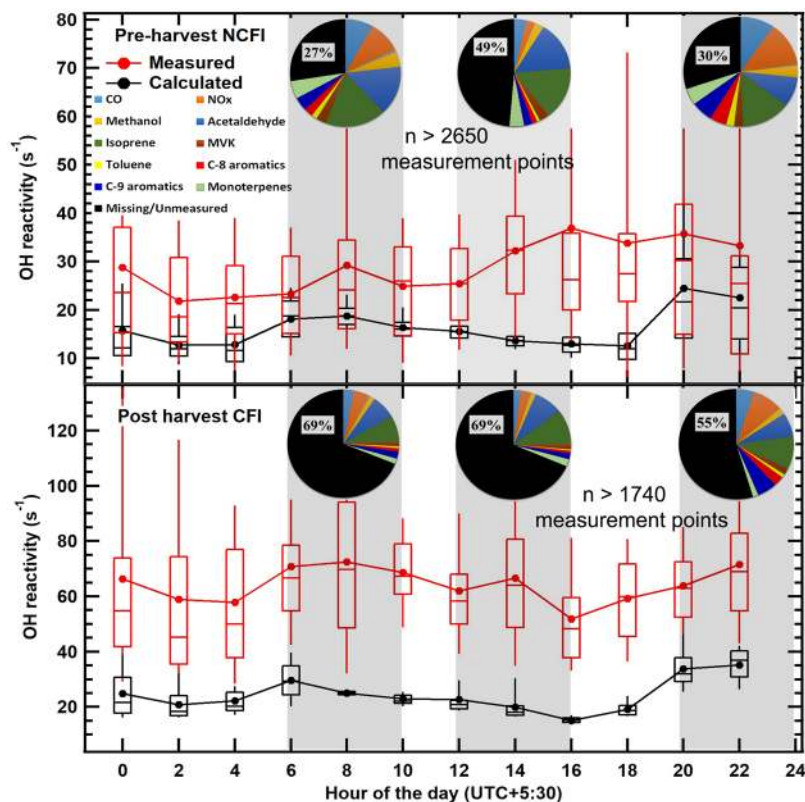 80
70
60
50
40
30
20
10
OH reactivity (s⁻¹)
Pre-harvest NCFI
Measured
Calculated
CO NOx
Methanol Acetaldehyde
Isoprene MVK
Toluene C-8 aromatics
C-9 aromatics Monoterpenes
Missing/Unmeasured
27%
49%
30%
n > 2650
measurement points
120
100
80
60
40
20
OH reactivity (s⁻¹)
Post harvest CFI
69%
69%
55%
n > 1740
measurement points
0 2 4 6 8 10 12 14 16 18 20 22 24
Hour of the day (UTC+5:30)